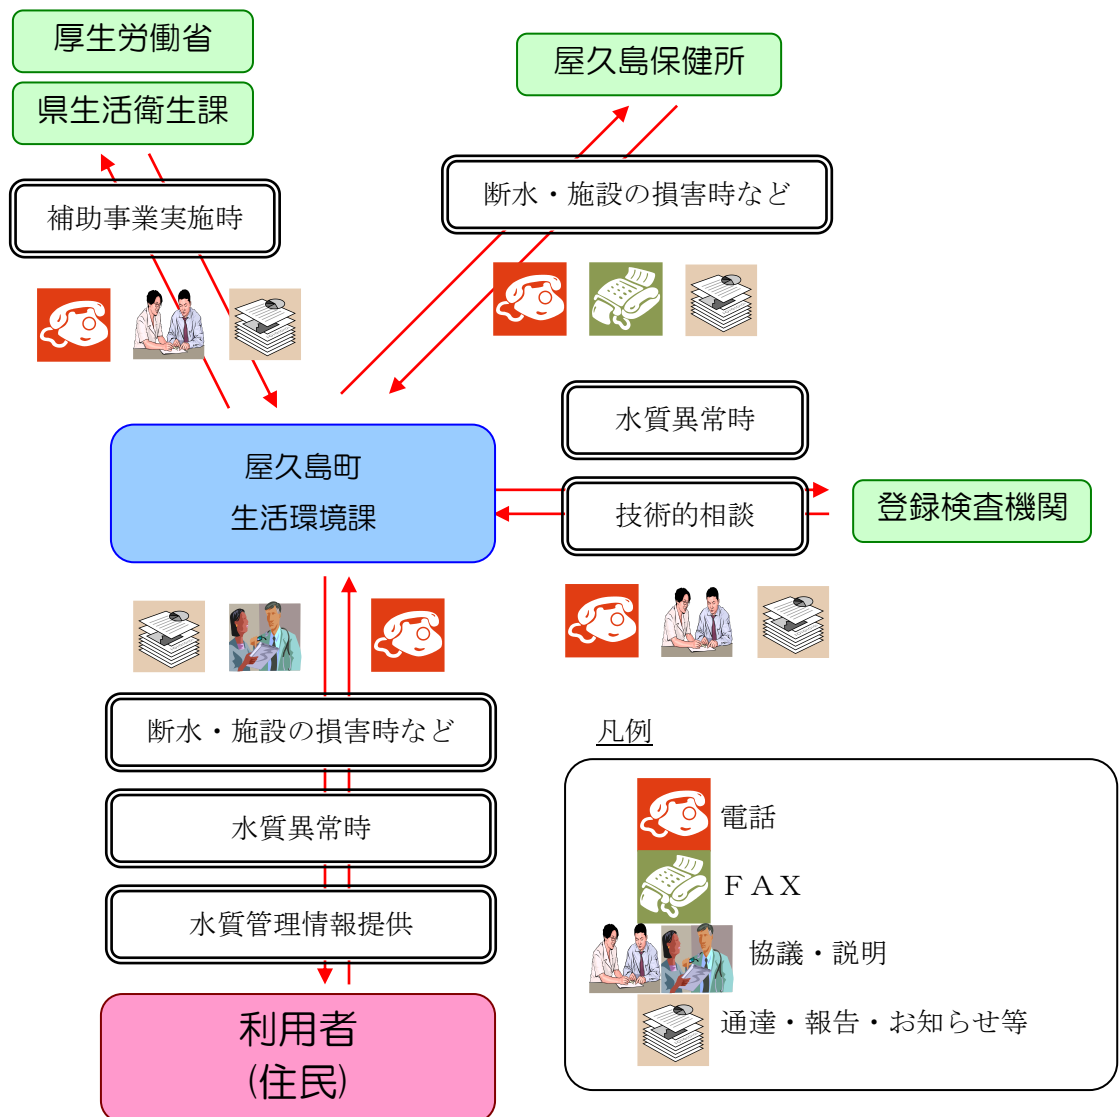 厚生労働省
県生活衛生課
屋久島保健所
補助事業実施時
断水・施設の損害時など
水質異常時
屋久島町
生活環境課
技術的相談
登録検査機関
断水・施設の損害時など
水質異常時
水質管理情報提供
利用者
(住民)
凡例
電話
ＦＡＸ
協議・説明
通達・報告・お知らせ等